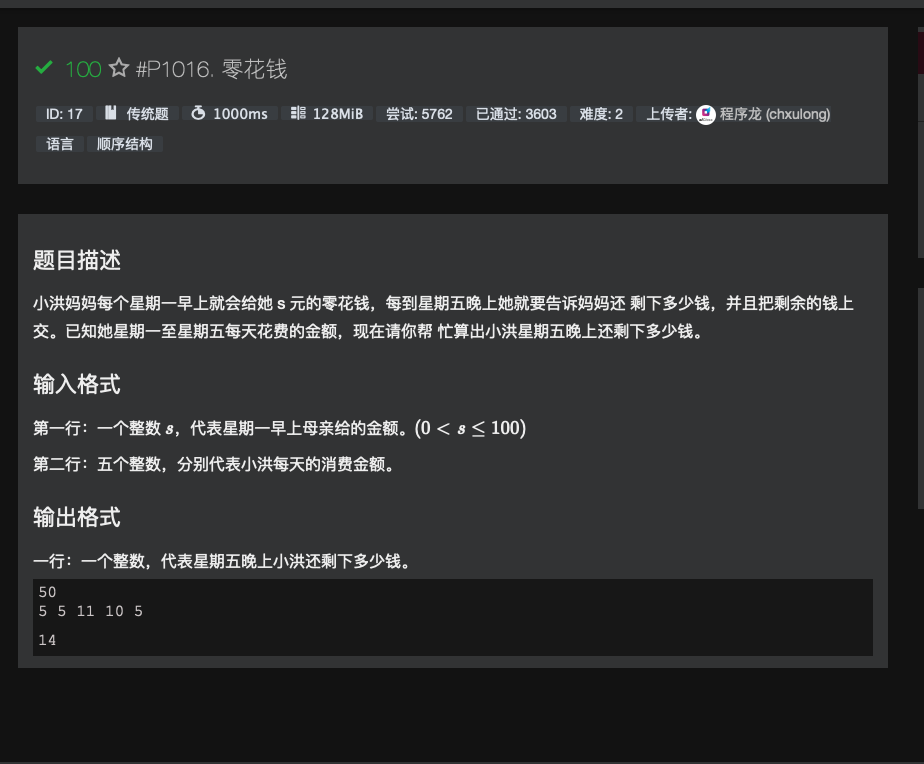 100 #P1016. 零花钱
ID: 17 传统题 1000ms 128MiB 尝试: 5762 已通过: 3603 难度: 2 上传者: 程序龙 (chxulong)
语言 顺序结构
题目描述
小洪妈妈每个星期一早上就会给她 s 元的零花钱，每到星期五晚上她就要告诉妈妈还 剩下多少钱，并且把剩余的钱上
交。已知她星期一至星期五每天花费的金额，现在请你帮 忙算出小洪星期五晚上还剩下多少钱。
输入格式
第一行：一个整数 s，代表星期一早上母亲给的金额。(0 < s ≤ 100)
第二行：五个整数，分别代表小洪每天的消费金额。
输出格式
一行：一个整数，代表星期五晚上小洪还剩下多少钱。
50
5 5 11 10 5
14